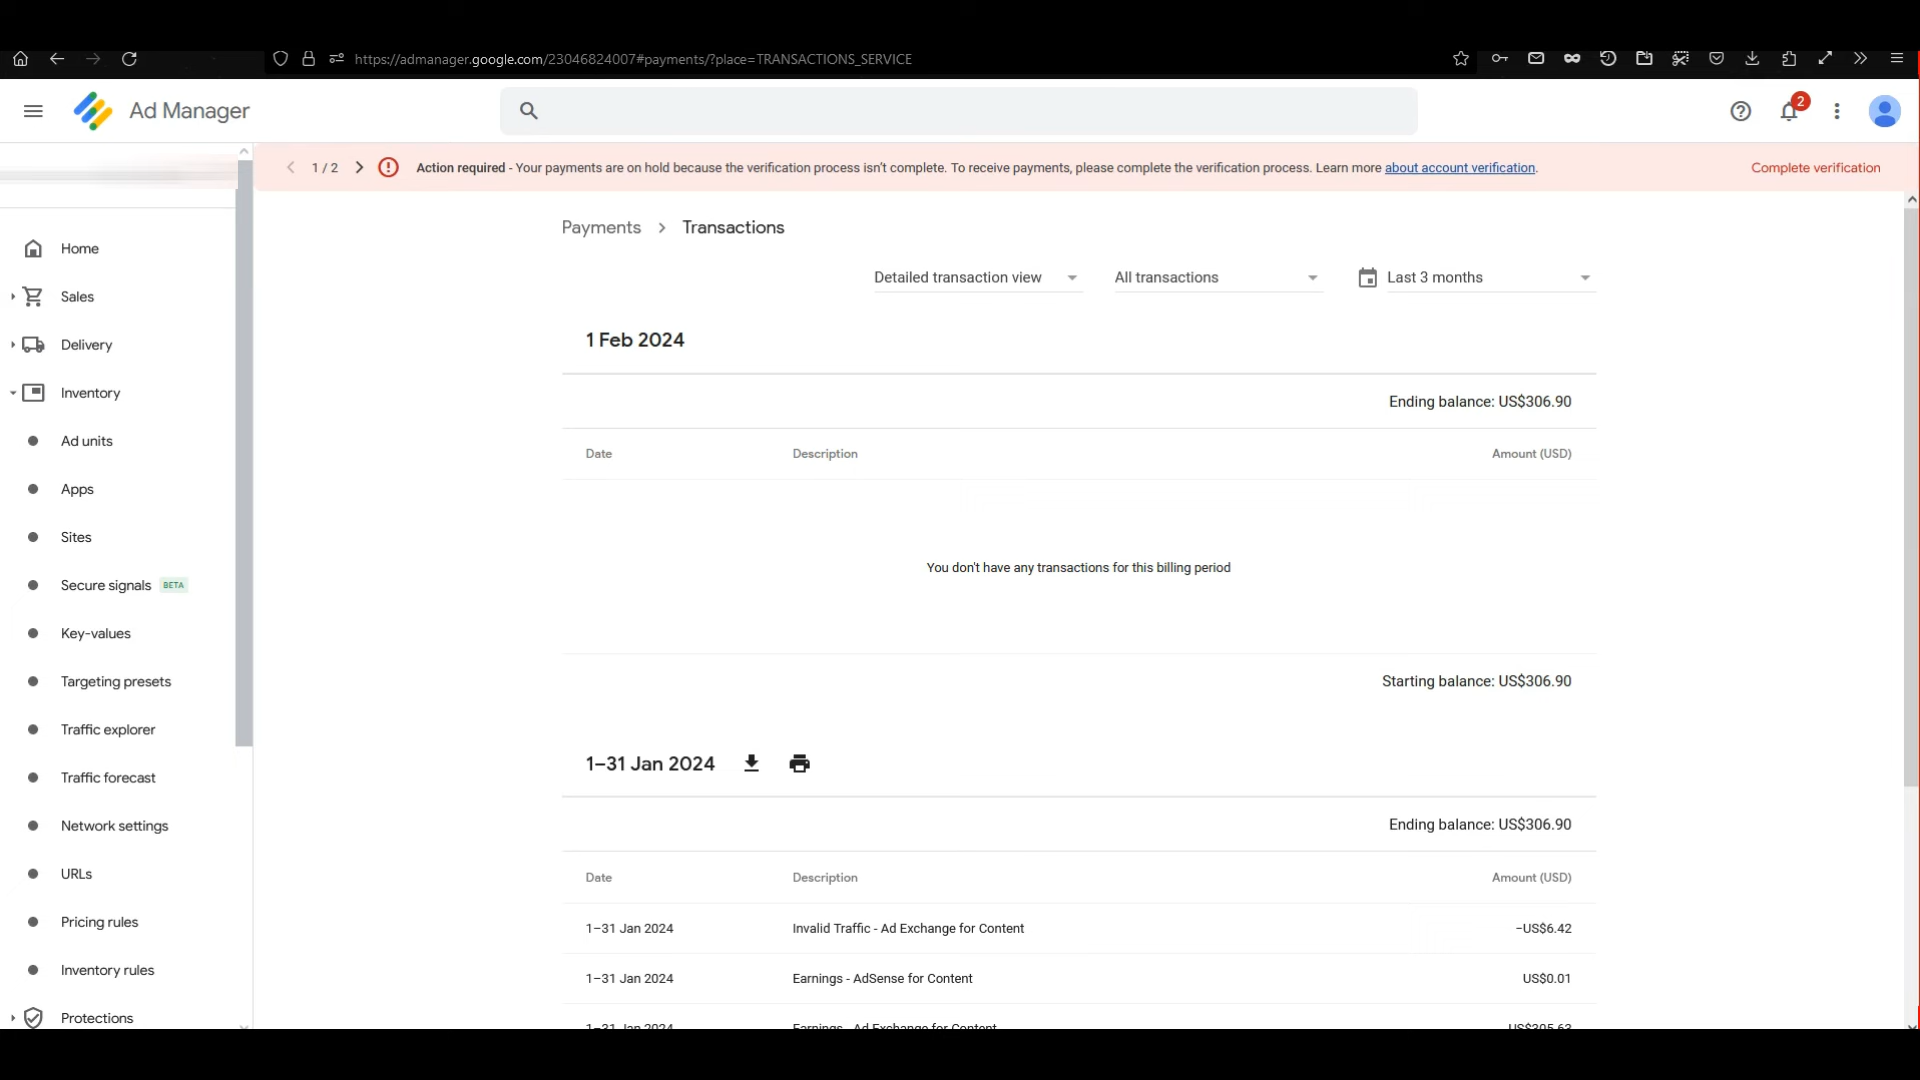 https://admanager.google.com/23046824007#payments/?place=TRANSACTIONS_SERVICE
Ad Manager
2
1 / 2
Action required - Your payments are on hold because the verification process isn't complete. To receive payments, please complete the verification process. Learn more about account verification.
Complete verification
Payments > Transactions
Detailed transaction view
All transactions
Last 3 months
Home
Sales
Delivery
Inventory
Ad units
Apps
Sites
Secure signals BETA
Key-values
Targeting presets
Traffic explorer
Traffic forecast
Network settings
URLs
Pricing rules
Inventory rules
Protections
1 Feb 2024
Ending balance: US$306.90
Date Description Amount (USD)
You don't have any transactions for this billing period
Starting balance: US$306.90
1–31 Jan 2024
Ending balance: US$306.90
Date Description Amount (USD)
1–31 Jan 2024 Invalid Traffic - Ad Exchange for Content −US$6.42
1–31 Jan 2024 Earnings - AdSense for Content US$0.01
1–31 Jan 2024 Earnings - Ad Exchange for Content US$305.63